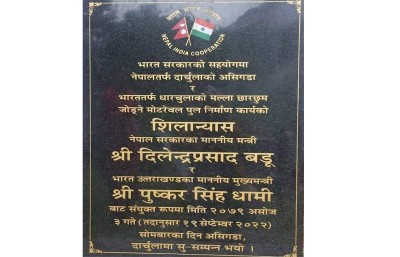 NEPAL INDIA COOPERATION
भारत सरकारको सहयोगमा
नेपालतर्फ दार्चुलाको असिगडा
र
भारततर्फ धारचुलाको मल्ला छारछुम
जोड्ने मोटरेवल पुल निर्माण कार्यको
शिलान्यास
नेपाल सरकारका माननीय मन्त्री
श्री दिलेन्द्रप्रसाद बडू
र
भारत उत्तराखण्डका माननीय मुख्यमन्त्री
श्री पुष्कर सिंह धामी
बाट संयुक्त रूपमा मिति २०७९ असोज
३ गते (तदानुसार १९ सेप्टेम्बर २०२२)
सोमबारका दिन असिगडा,
दार्चुलामा सु-सम्पन्न भयो ।